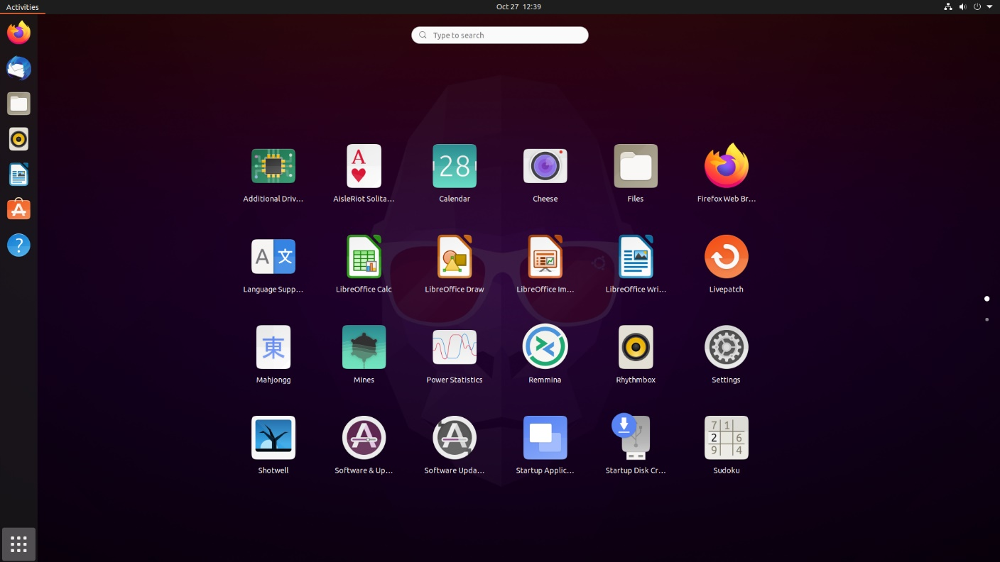 Activities
Oct 27 12:39
Type to search
28
A
Additional Driv...
AisleRiot Solita...
Calendar
Cheese
Files
Firefox Web Br...
A 文
Language Supp...
LibreOffice Calc
LibreOffice Draw
LibreOffice Im...
LibreOffice Wri...
Livepatch
東
Mahjongg
Mines
Power Statistics
Remmina
Rhythmbox
Settings
7 1
2 6
9 4
Shotwell
Software & Up...
Software Upda...
Startup Applic...
Startup Disk Cr...
Sudoku
?